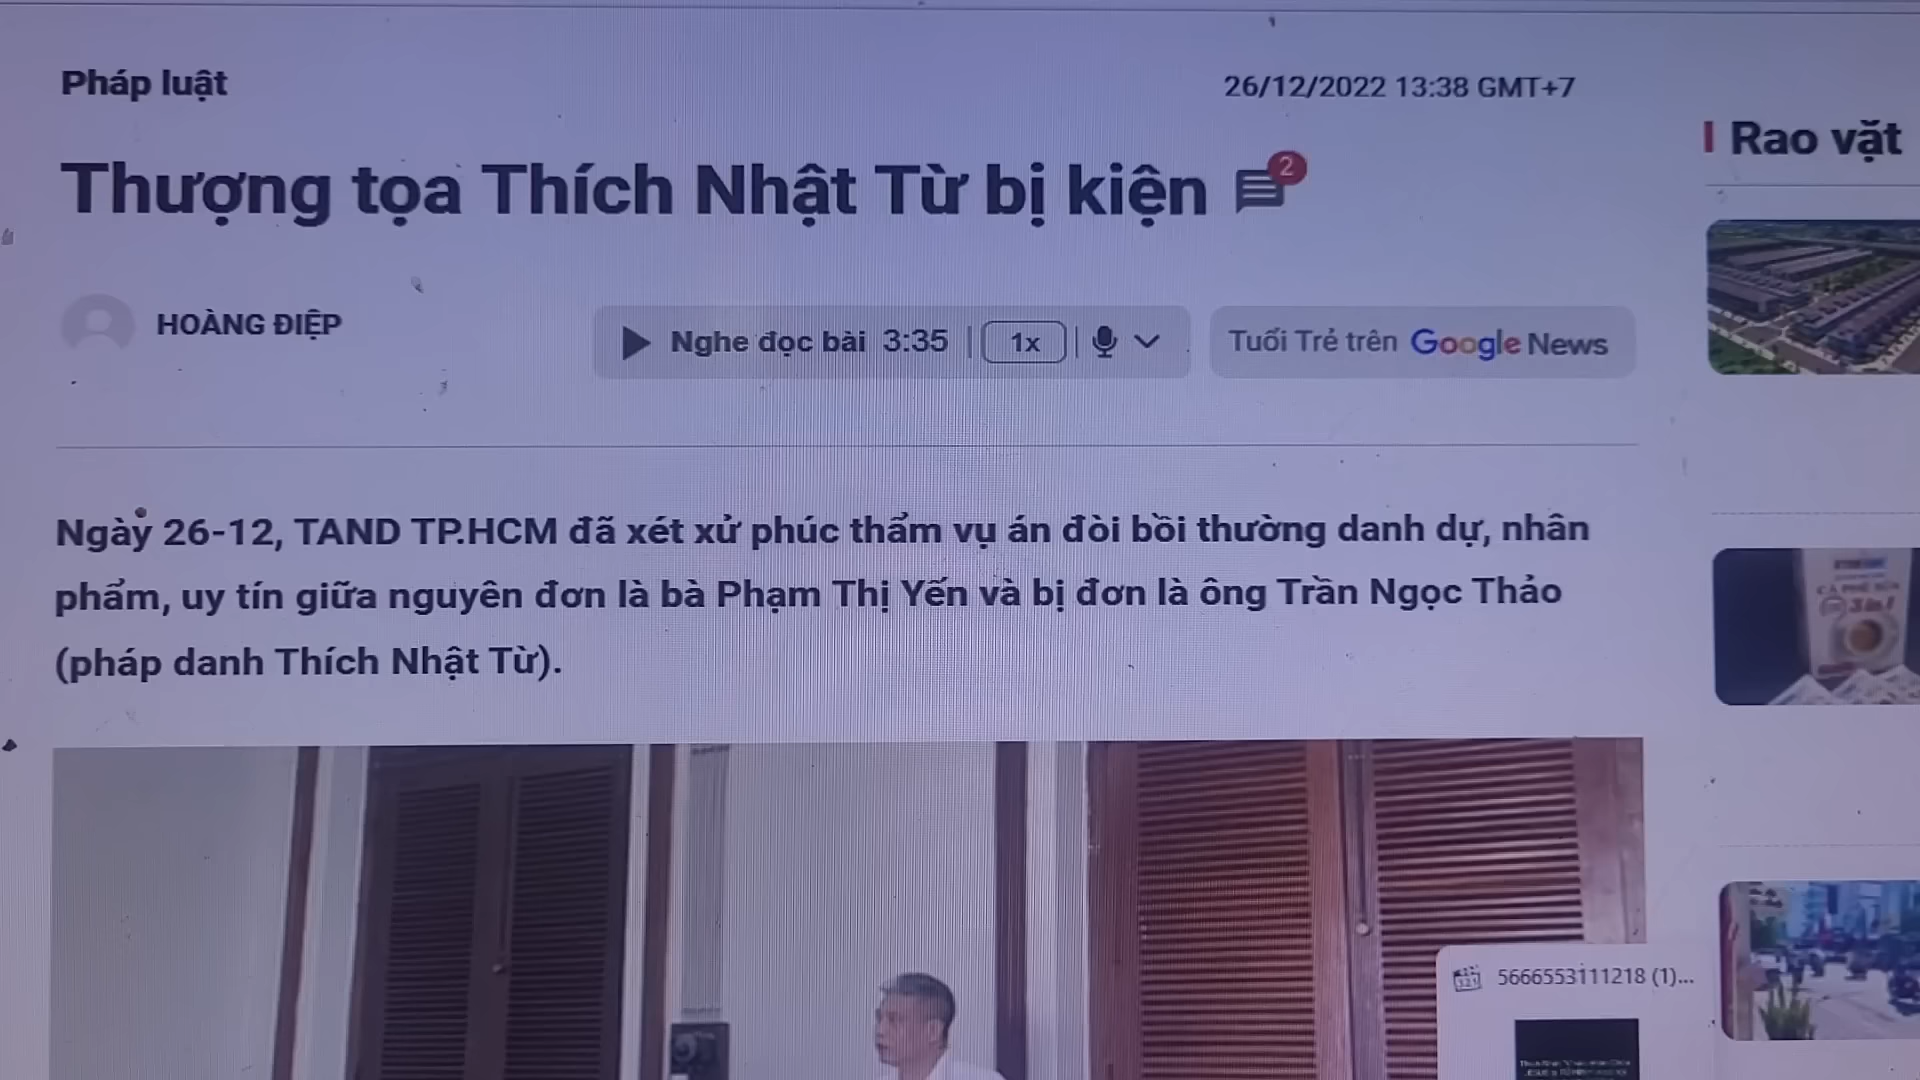 Pháp luật
26/12/2022 13:38 GMT+7
Rao vặt
Thượng tọa Thích Nhật Từ bị kiện
2
HOÀNG ĐIỆP
Nghe đọc bài 3:35
1x
Tuổi Trẻ trên Google News
Ngày 26-12, TAND TP.HCM đã xét xử phúc thẩm vụ án đòi bồi thường danh dự, nhân
phẩm, uy tín giữa nguyên đơn là bà Phạm Thị Yến và bị đơn là ông Trần Ngọc Thảo
(pháp danh Thích Nhật Từ).
CÀ PHÊ SỮA
3in1
5666553111218 (1)...